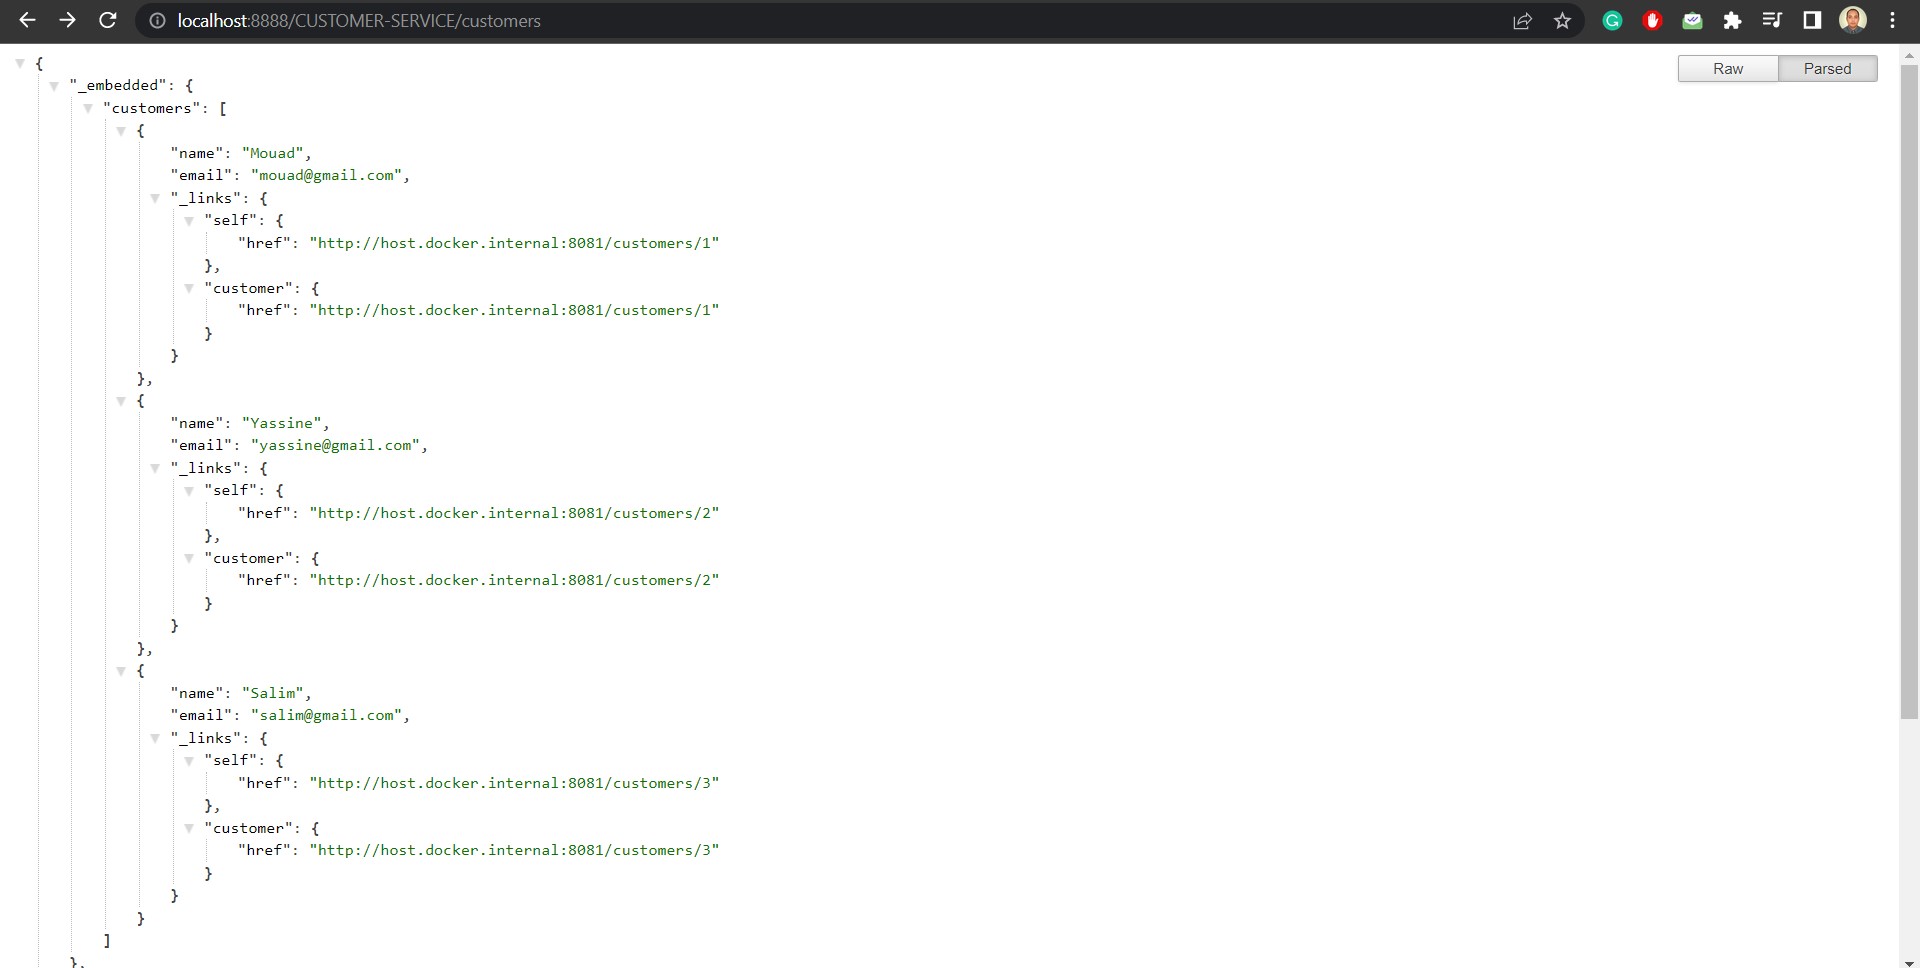 localhost:8888/CUSTOMER-SERVICE/customers
Raw Parsed
{
"_embedded": {
"customers": [
{
"name": "Mouad",
"email": "mouad@gmail.com",
"_links": {
"self": {
"href": "http://host.docker.internal:8081/customers/1"
},
"customer": {
"href": "http://host.docker.internal:8081/customers/1"
}
}
},
{
"name": "Yassine",
"email": "yassine@gmail.com",
"_links": {
"self": {
"href": "http://host.docker.internal:8081/customers/2"
},
"customer": {
"href": "http://host.docker.internal:8081/customers/2"
}
}
},
{
"name": "Salim",
"email": "salim@gmail.com",
"_links": {
"self": {
"href": "http://host.docker.internal:8081/customers/3"
},
"customer": {
"href": "http://host.docker.internal:8081/customers/3"
}
}
}
]
},